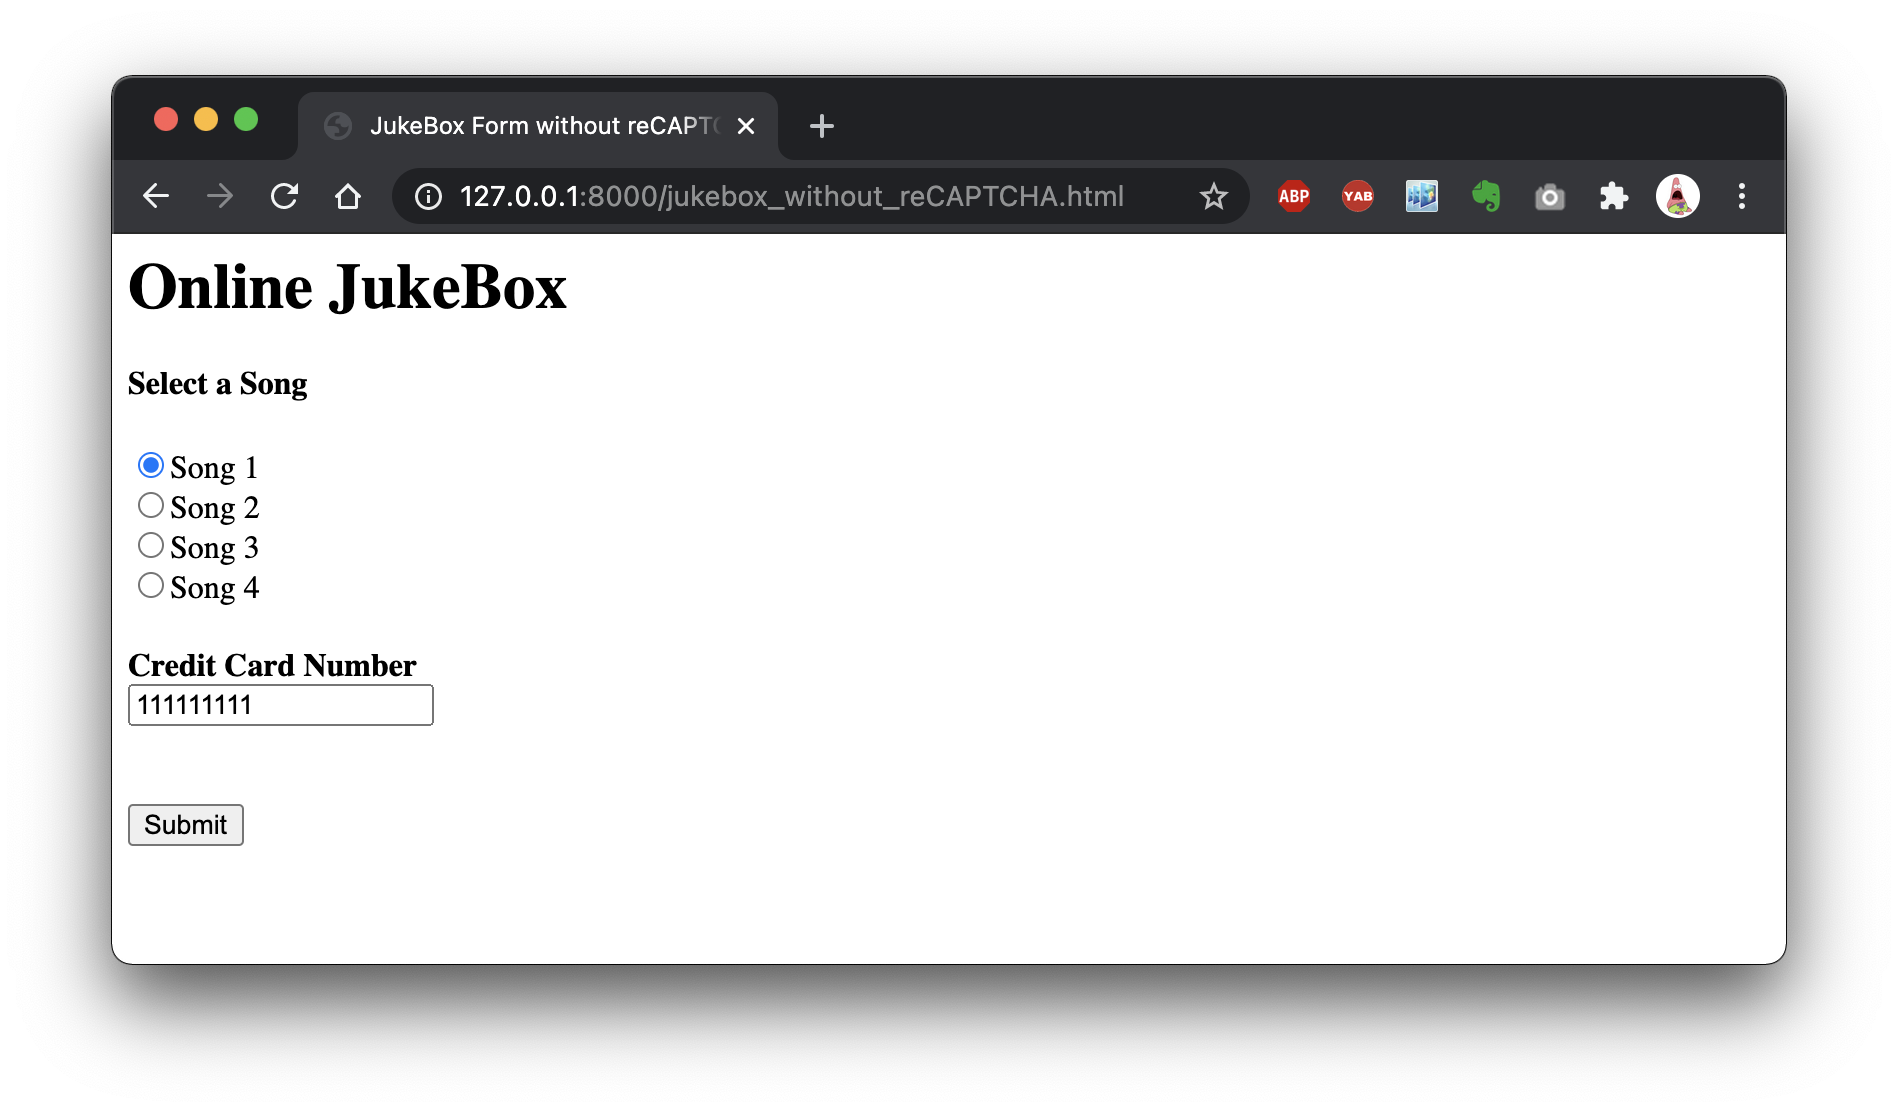 JukeBox Form without reCAPT
127.0.0.1:8000/jukebox_without_reCAPTCHA.html
ABP
YAB
Online JukeBox
Select a Song
Song 1
Song 2
Song 3
Song 4
Credit Card Number
111111111
Submit